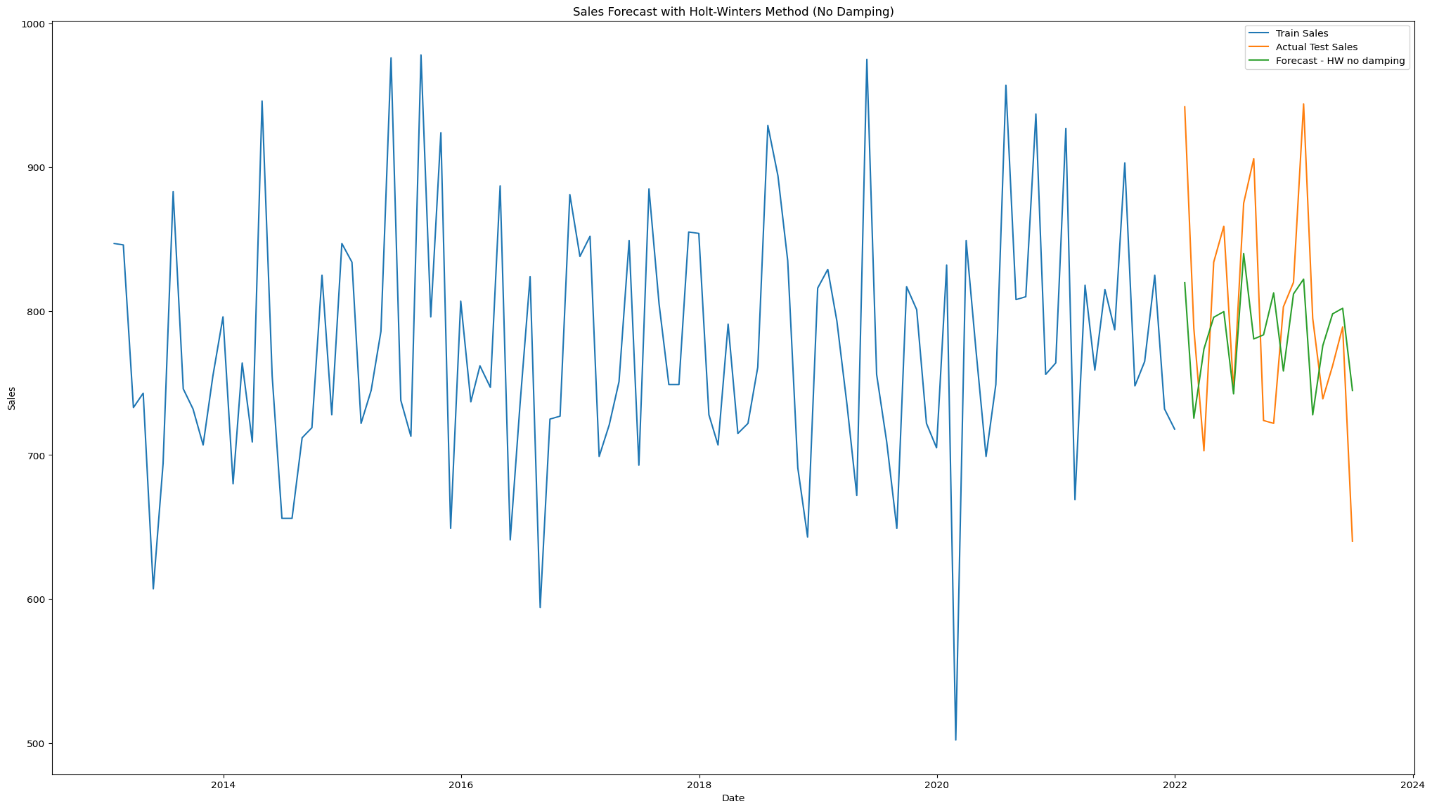 Sales Forecast with Holt-Winters Method (No Damping)
Train Sales
Actual Test Sales
Forecast - HW no damping
1000
900
800
700
600
500
Sales
2014
2016
2018
2020
2022
2024
Date